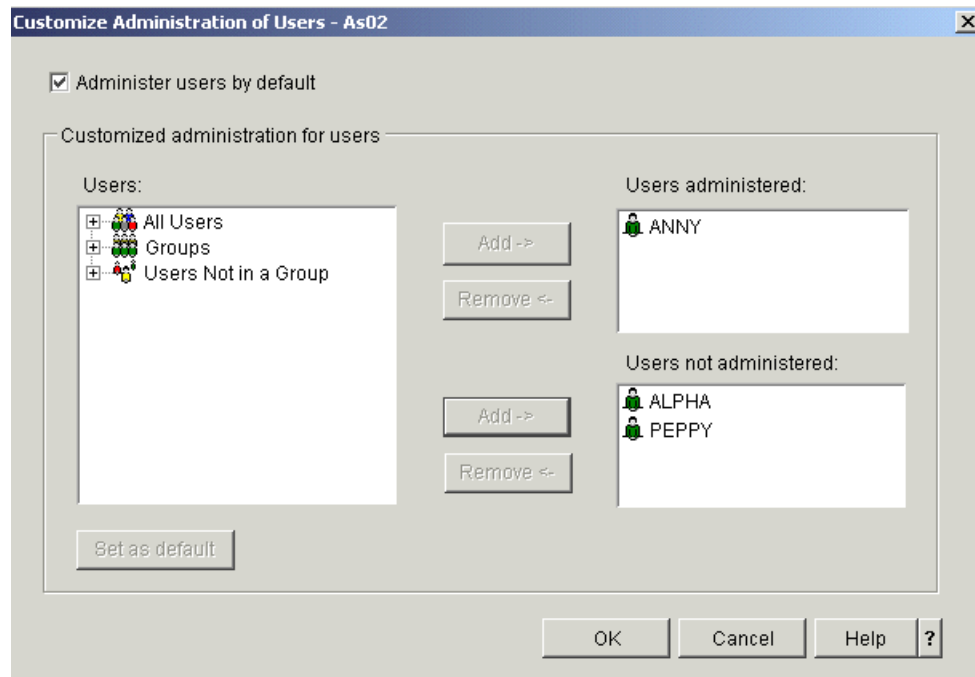 Customize Administration of Users - As02
Administer users by default
Customized administration for users
Users:
All Users
Groups
Users Not in a Group
Add ->
Remove <-
Users administered:
ANNY
Add ->
Remove <-
Users not administered:
ALPHA
PEPPY
Set as default
OK
Cancel
Help
?